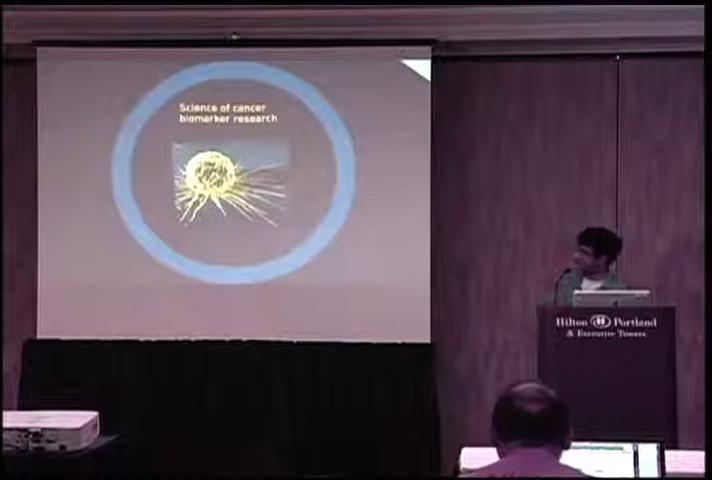 Science of cancer
biomarker research
Hilton Portland
& Executive Towers